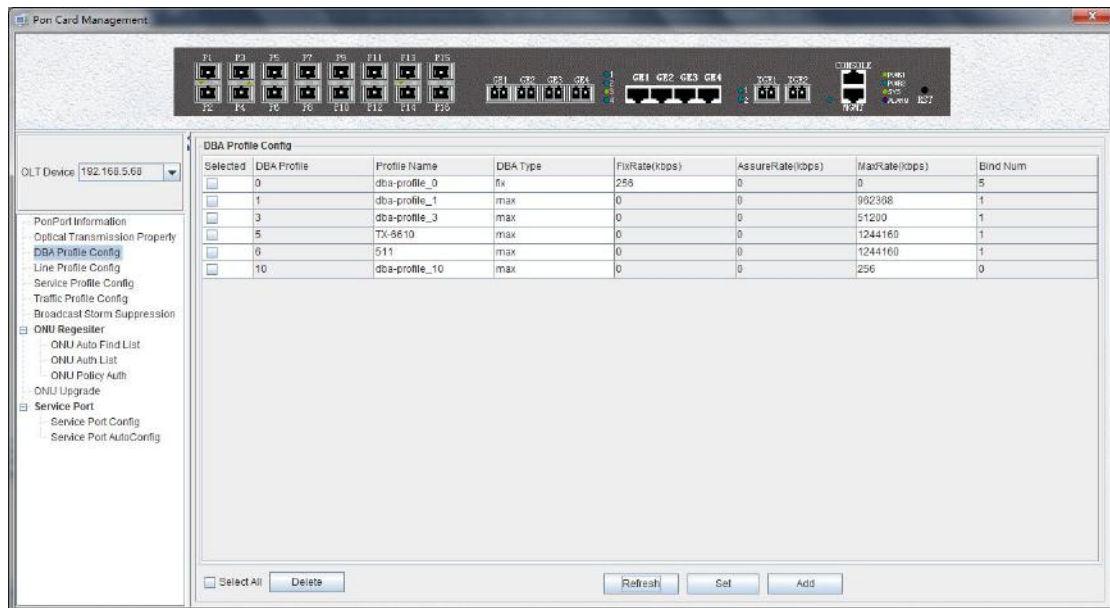 Pon Card Management
P1 P3 P5 P7 P9 P11 P13 P15
P2 P4 P6 P8 P10 P12 P14 P16
GE1 GE2 GE3 GE4
GE1 GE2 GE3 GE4
XGE1 XGE2
CONSOLE
MGMT
PWR1
PWR2
SYS
ALARM
RST
OLT Device 192.168.5.68
PonPort Information
Optical Transmission Property
DBA Profile Config
Line Profile Config
Service Profile Config
Traffic Profile Config
Broadcast Storm Suppression
ONU Regesiter
ONU Auto Find List
ONU Auth List
ONU Policy Auth
ONU Upgrade
Service Port
Service Port Config
Service Port AutoConfig
DBA Profile Config
Selected DBA Profile Profile Name DBA Type FixRate(kbps) AssureRate(kbps) MaxRate(kbps) Bind Num
0 dba-profile_0 fix 256 0 0 5
1 dba-profile_1 max 0 0 962368 1
3 dba-profile_3 max 0 0 51200 1
5 TX-6610 max 0 0 1244160 1
6 511 max 0 0 1244160 1
10 dba-profile_10 max 0 0 256 0
Select All Delete Refresh Set Add